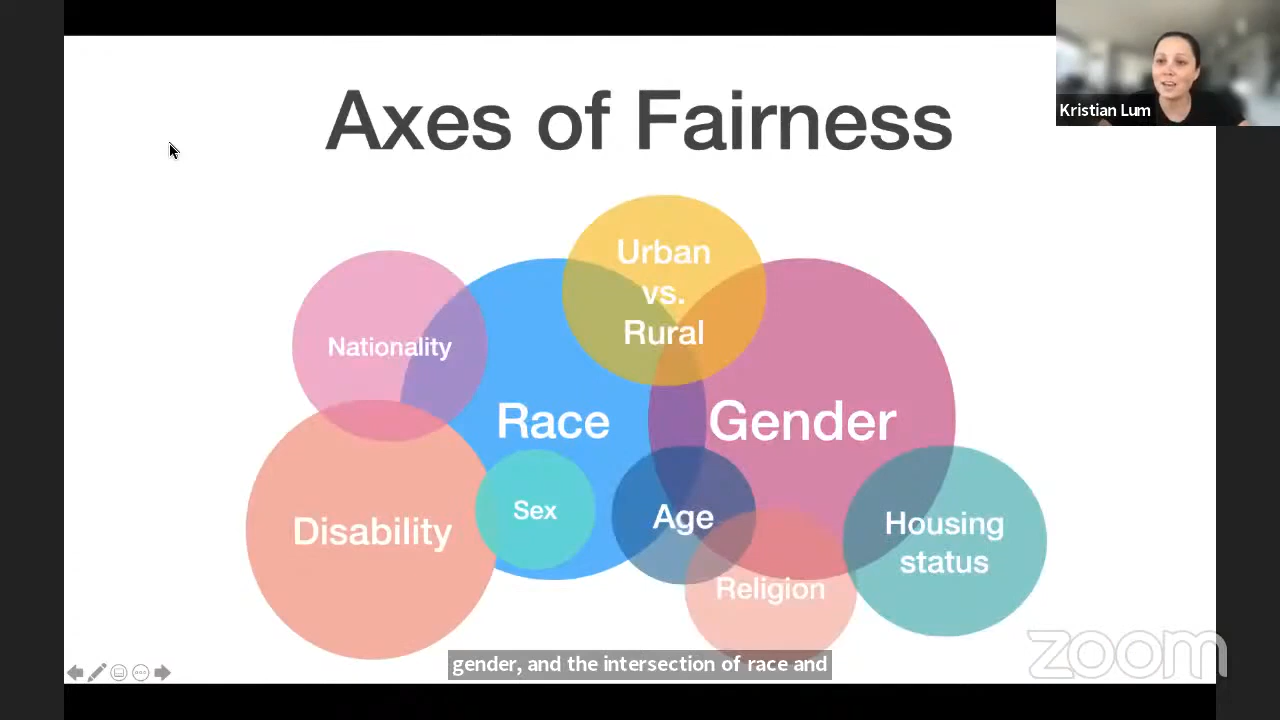 Axes of Fairness
Kristian Lum
Urban
vs.
Rural
Nationality
Race
Gender
Sex
Age
Disability
Housing
status
Religion
gender, and the intersection of race and
zoom